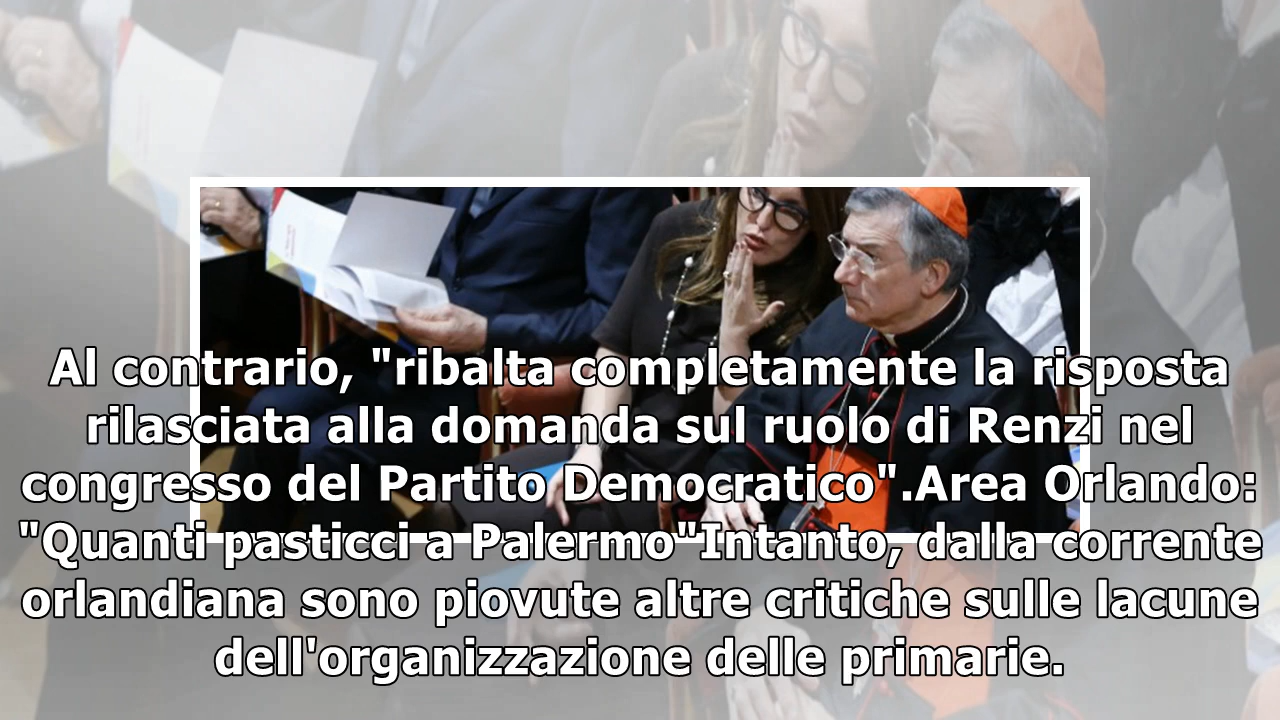 Al contrario, "ribalta completamente la risposta
rilasciata alla domanda sul ruolo di Renzi nel
congresso del Partito Democratico".Area Orlando:
"Quanti pasticci a Palermo"Intanto, dalla corrente
orlandiana sono piovute altre critiche sulle lacune
dell'organizzazione delle primarie.